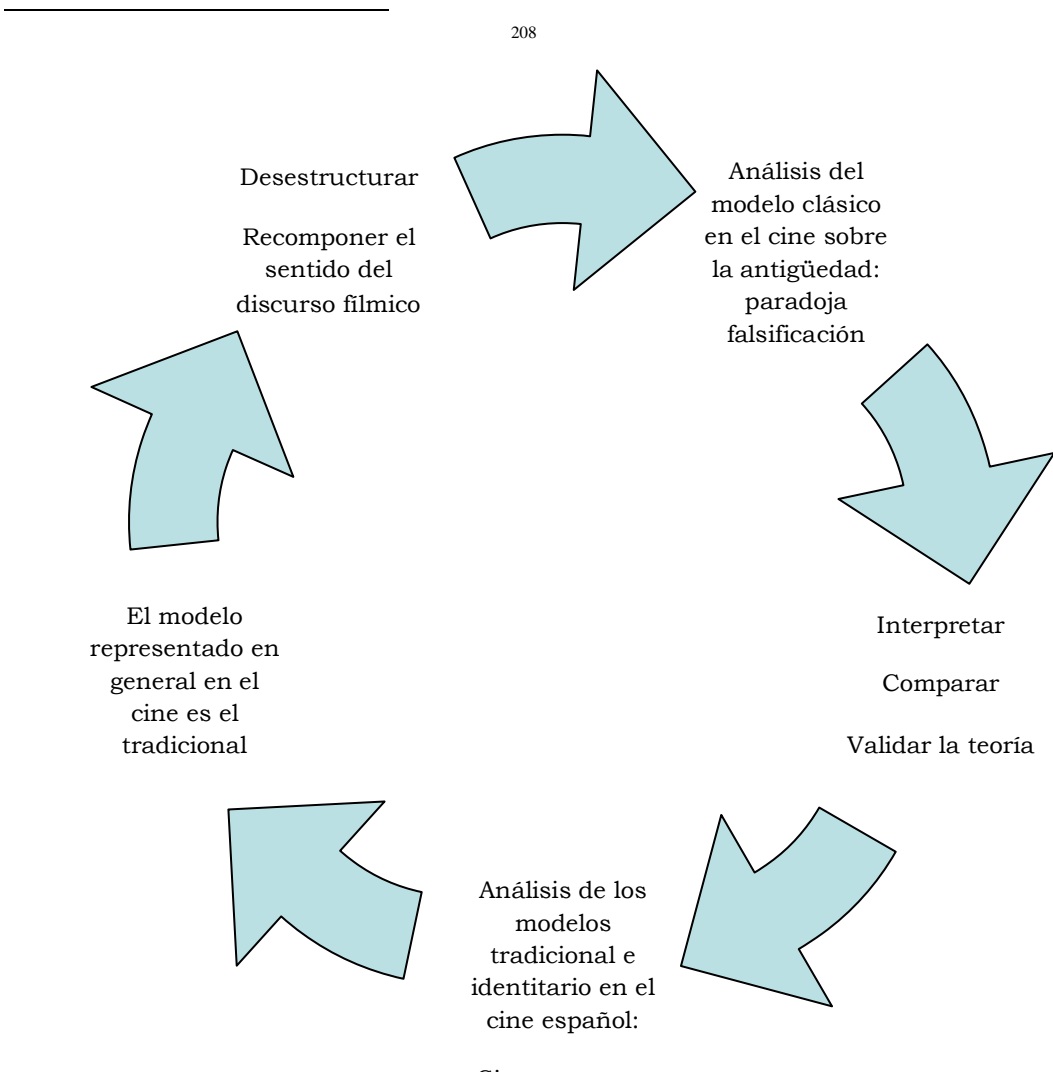 208
Desestructurar
Recomponer el
sentido del
discurso fílmico
Análisis del
modelo clásico
en el cine sobre
la antigüedad:
paradoja
falsificación
Interpretar
Comparar
Validar la teoría
Análisis de los
modelos
tradicional e
identitario en el
cine español:
El modelo
representado en
general en el
cine es el
tradicional